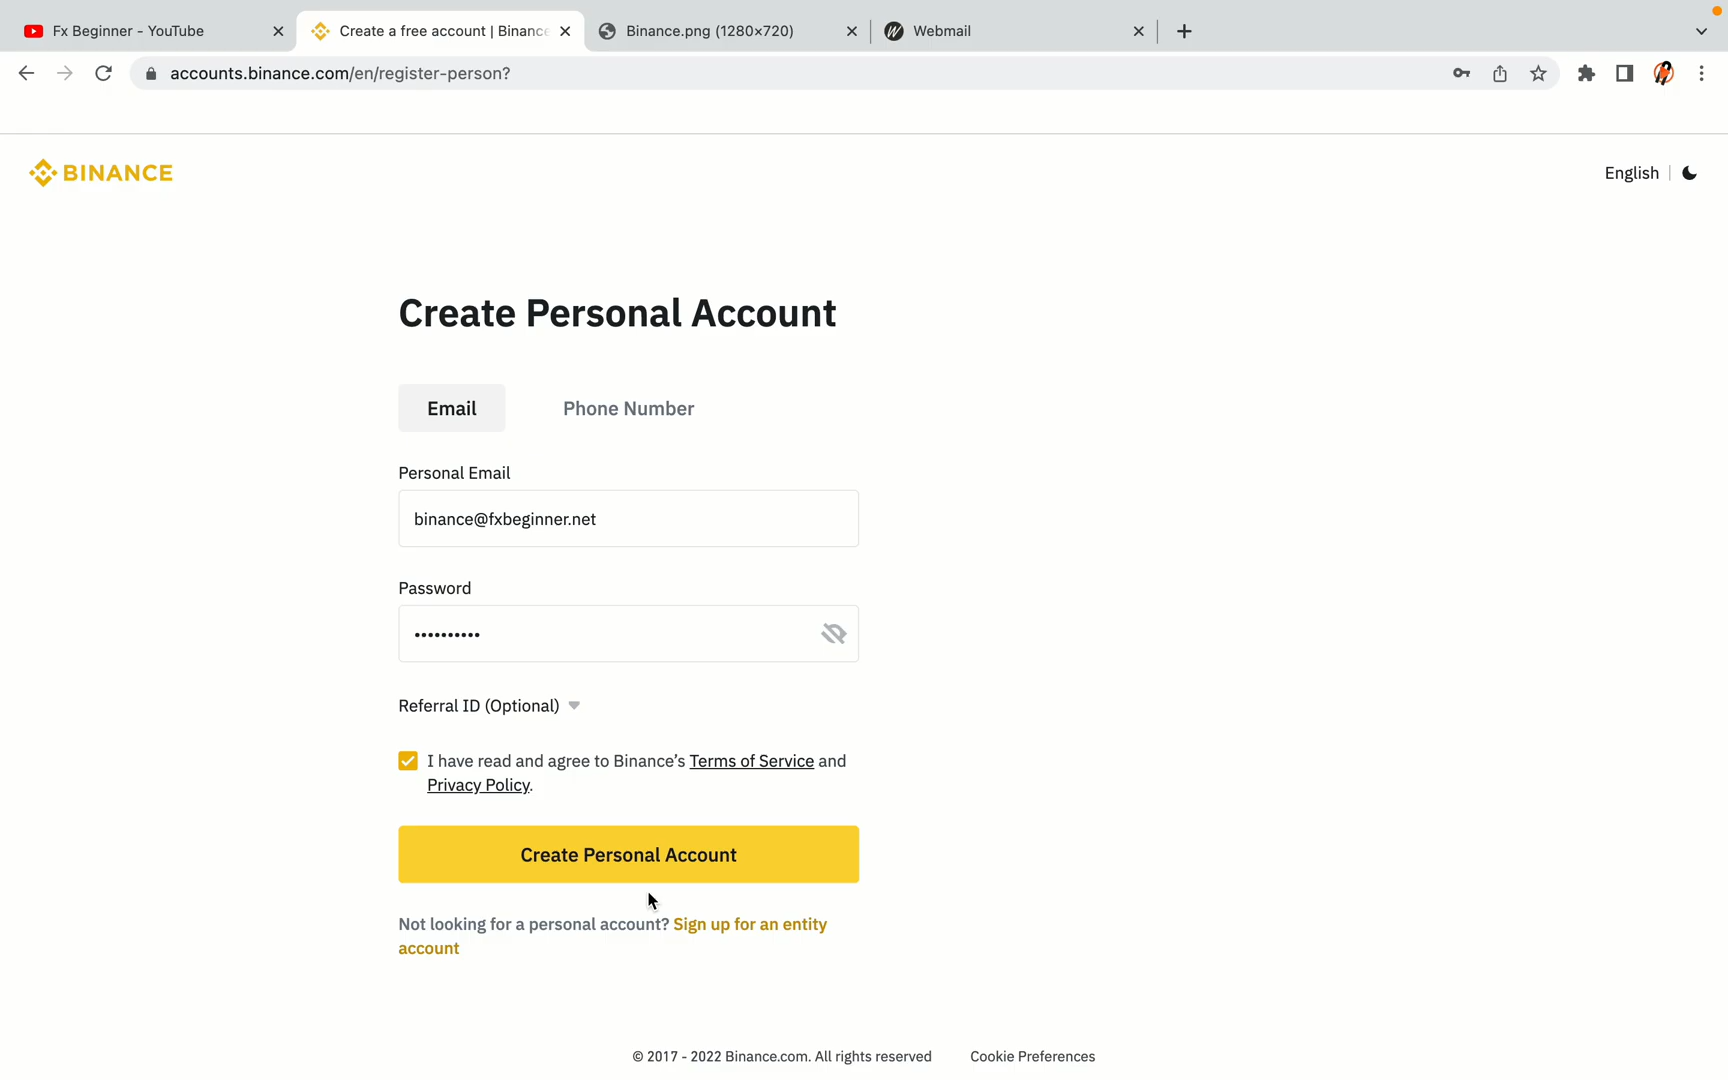 Fx Beginner - YouTube
Create a free account | Binance
Binance.png (1280×720)
Webmail
accounts.binance.com/en/register-person?
BINANCE
English
Create Personal Account
Email
Phone Number
Personal Email
binance@fxbeginner.net
Password
••••••••••
Referral ID (Optional)
I have read and agree to Binance’s Terms of Service and
Privacy Policy.
Create Personal Account
Not looking for a personal account? Sign up for an entity
account
© 2017 - 2022 Binance.com. All rights reserved
Cookie Preferences